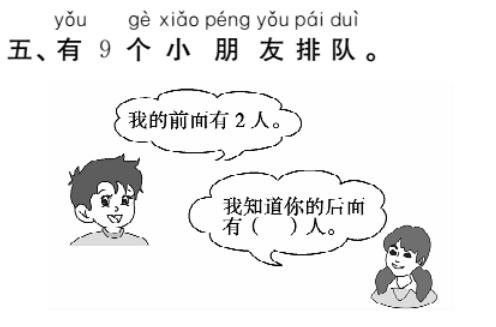 yǒu gè xiǎo péng yǒu pái duì
五、有 9 个 小 朋 友 排 队。
我的前面有 2 人。
我知道你的后面
有（ ）人。